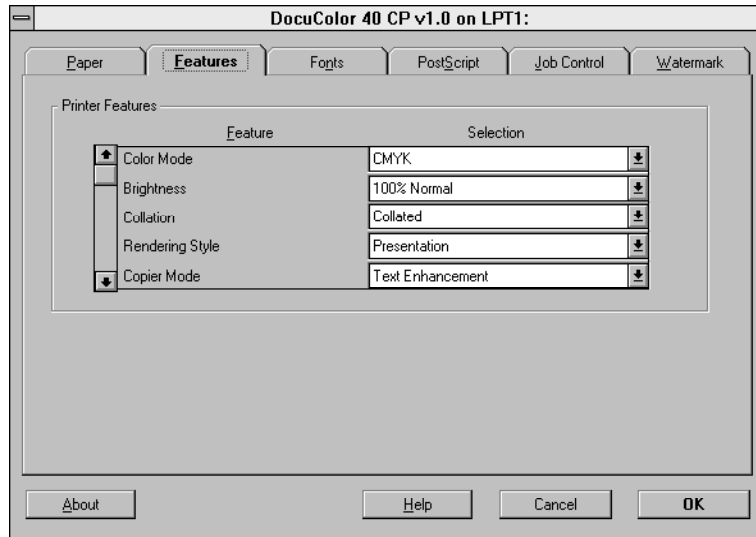 DocuColor 40 CP v1.0 on LPT1:
Paper Features Fonts PostScript Job Control Watermark
Printer Features
Feature Selection
Color Mode CMYK
Brightness 100% Normal
Collation Collated
Rendering Style Presentation
Copier Mode Text Enhancement
About Help Cancel OK